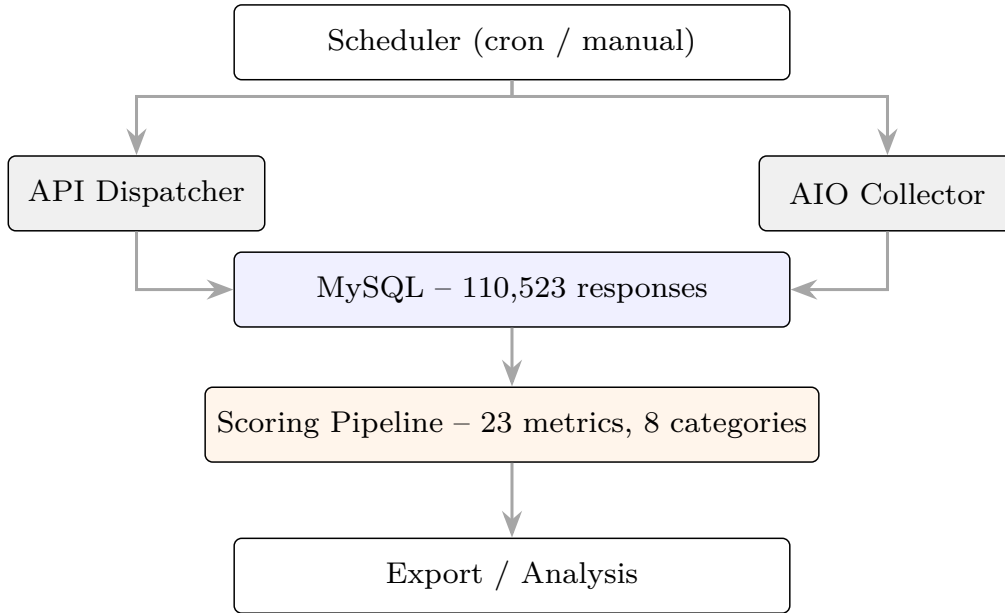 Scheduler (cron / manual)
API Dispatcher
AIO Collector
MySQL – 110,523 responses
Scoring Pipeline – 23 metrics, 8 categories
Export / Analysis